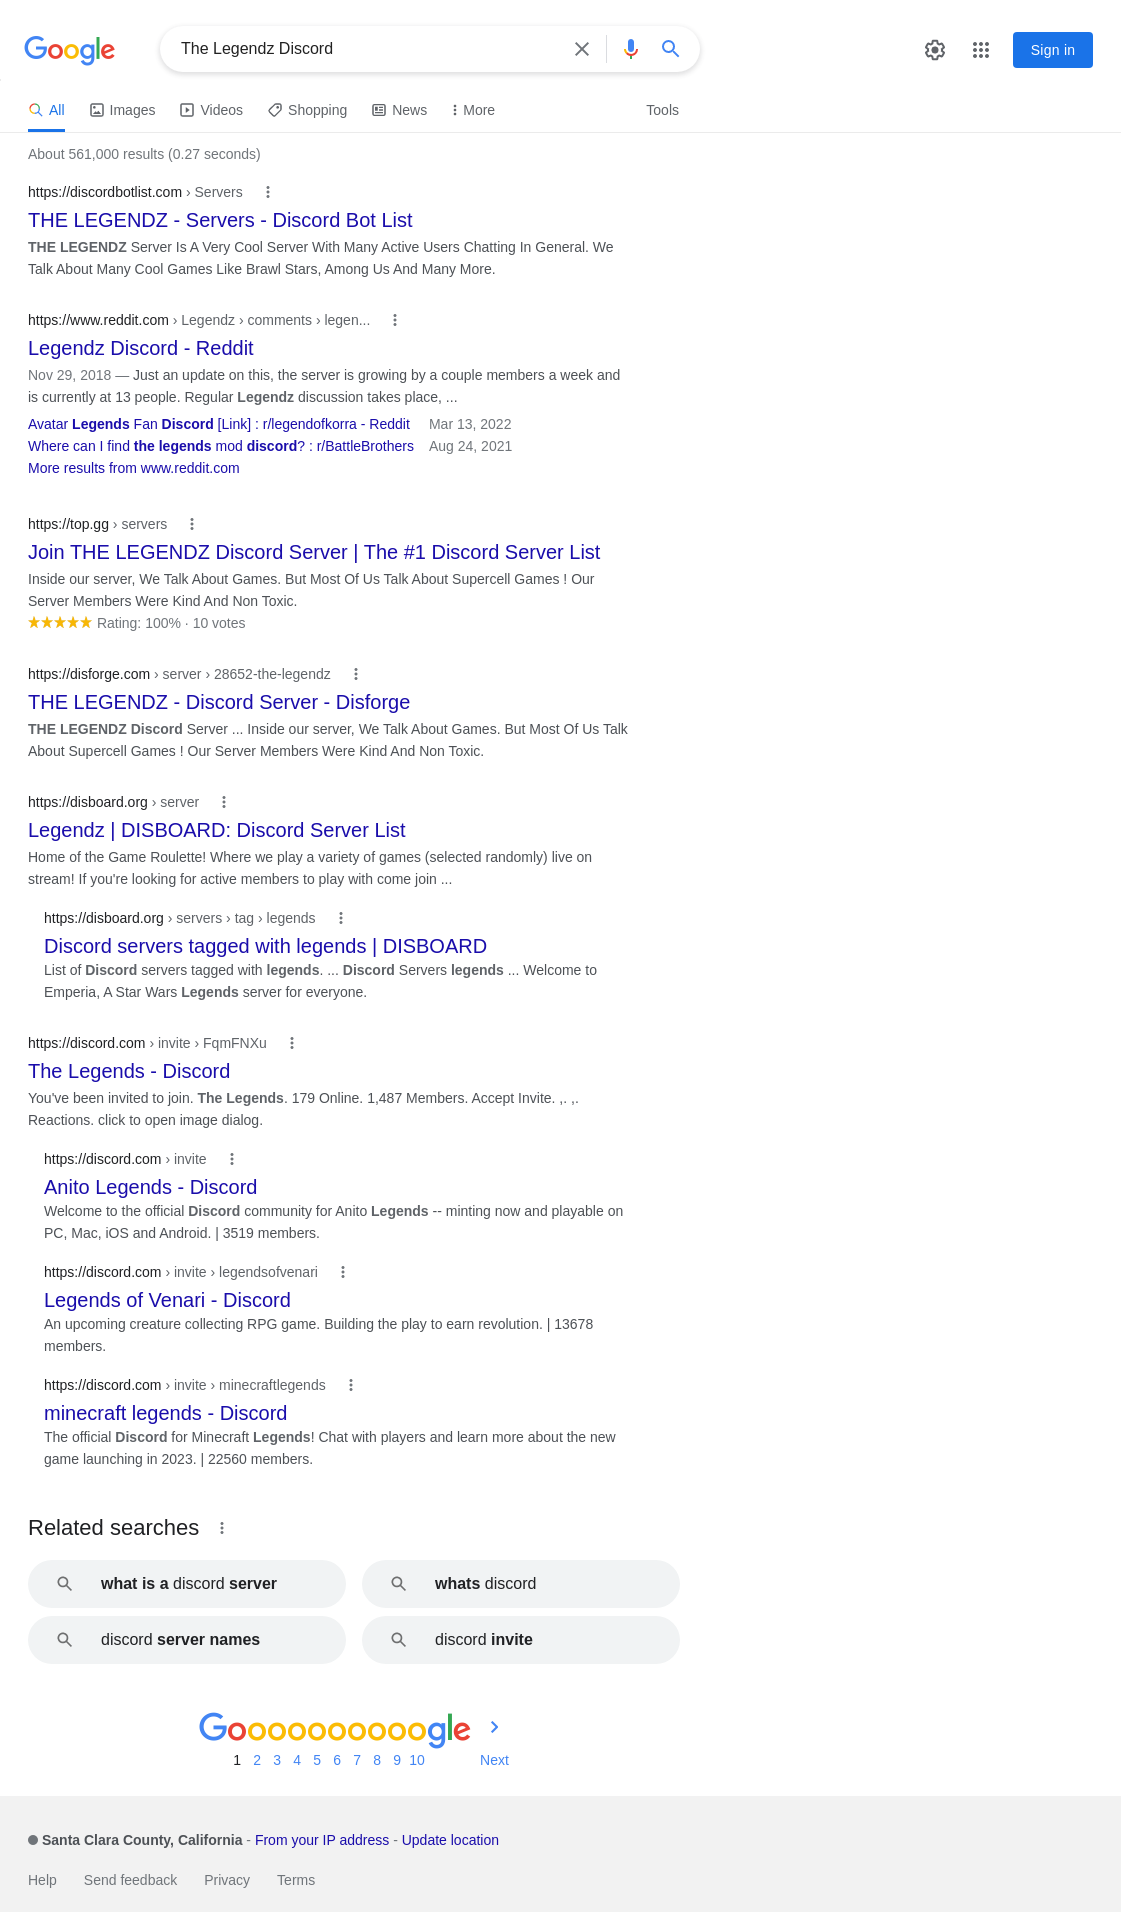 Google
The Legendz Discord
Sign in
All Images Videos Shopping News More Tools
About 561,000 results (0.27 seconds)
https://discordbotlist.com › Servers
THE LEGENDZ - Servers - Discord Bot List
THE LEGENDZ Server Is A Very Cool Server With Many Active Users Chatting In General. We
Talk About Many Cool Games Like Brawl Stars, Among Us And Many More.
https://www.reddit.com › Legendz › comments › legen...
Legendz Discord - Reddit
Nov 29, 2018 — Just an update on this, the server is growing by a couple members a week and
is currently at 13 people. Regular Legendz discussion takes place, ...
Avatar Legends Fan Discord [Link] : r/legendofkorra - Reddit Mar 13, 2022
Where can I find the legends mod discord? : r/BattleBrothers Aug 24, 2021
More results from www.reddit.com
https://top.gg › servers
Join THE LEGENDZ Discord Server | The #1 Discord Server List
Inside our server, We Talk About Games. But Most Of Us Talk About Supercell Games ! Our
Server Members Were Kind And Non Toxic.
Rating: 100% · 10 votes
https://disforge.com › server › 28652-the-legendz
THE LEGENDZ - Discord Server - Disforge
THE LEGENDZ Discord Server ... Inside our server, We Talk About Games. But Most Of Us Talk
About Supercell Games ! Our Server Members Were Kind And Non Toxic.
https://disboard.org › server
Legendz | DISBOARD: Discord Server List
Home of the Game Roulette! Where we play a variety of games (selected randomly) live on
stream! If you're looking for active members to play with come join ...
https://disboard.org › servers › tag › legends
Discord servers tagged with legends | DISBOARD
List of Discord servers tagged with legends. ... Discord Servers legends ... Welcome to
Emperia, A Star Wars Legends server for everyone.
https://discord.com › invite › FqmFNXu
The Legends - Discord
You've been invited to join. The Legends. 179 Online. 1,487 Members. Accept Invite. ,. ,.
Reactions. click to open image dialog.
https://discord.com › invite
Anito Legends - Discord
Welcome to the official Discord community for Anito Legends -- minting now and playable on
PC, Mac, iOS and Android. | 3519 members.
https://discord.com › invite › legendsofvenari
Legends of Venari - Discord
An upcoming creature collecting RPG game. Building the play to earn revolution. | 13678
members.
https://discord.com › invite › minecraftlegends
minecraft legends - Discord
The official Discord for Minecraft Legends! Chat with players and learn more about the new
game launching in 2023. | 22560 members.
Related searches
what is a discord server
whats discord
discord server names
discord invite
Goooooooooogle
1 2 3 4 5 6 7 8 9 10 Next
Santa Clara County, California - From your IP address - Update location
Help Send feedback Privacy Terms